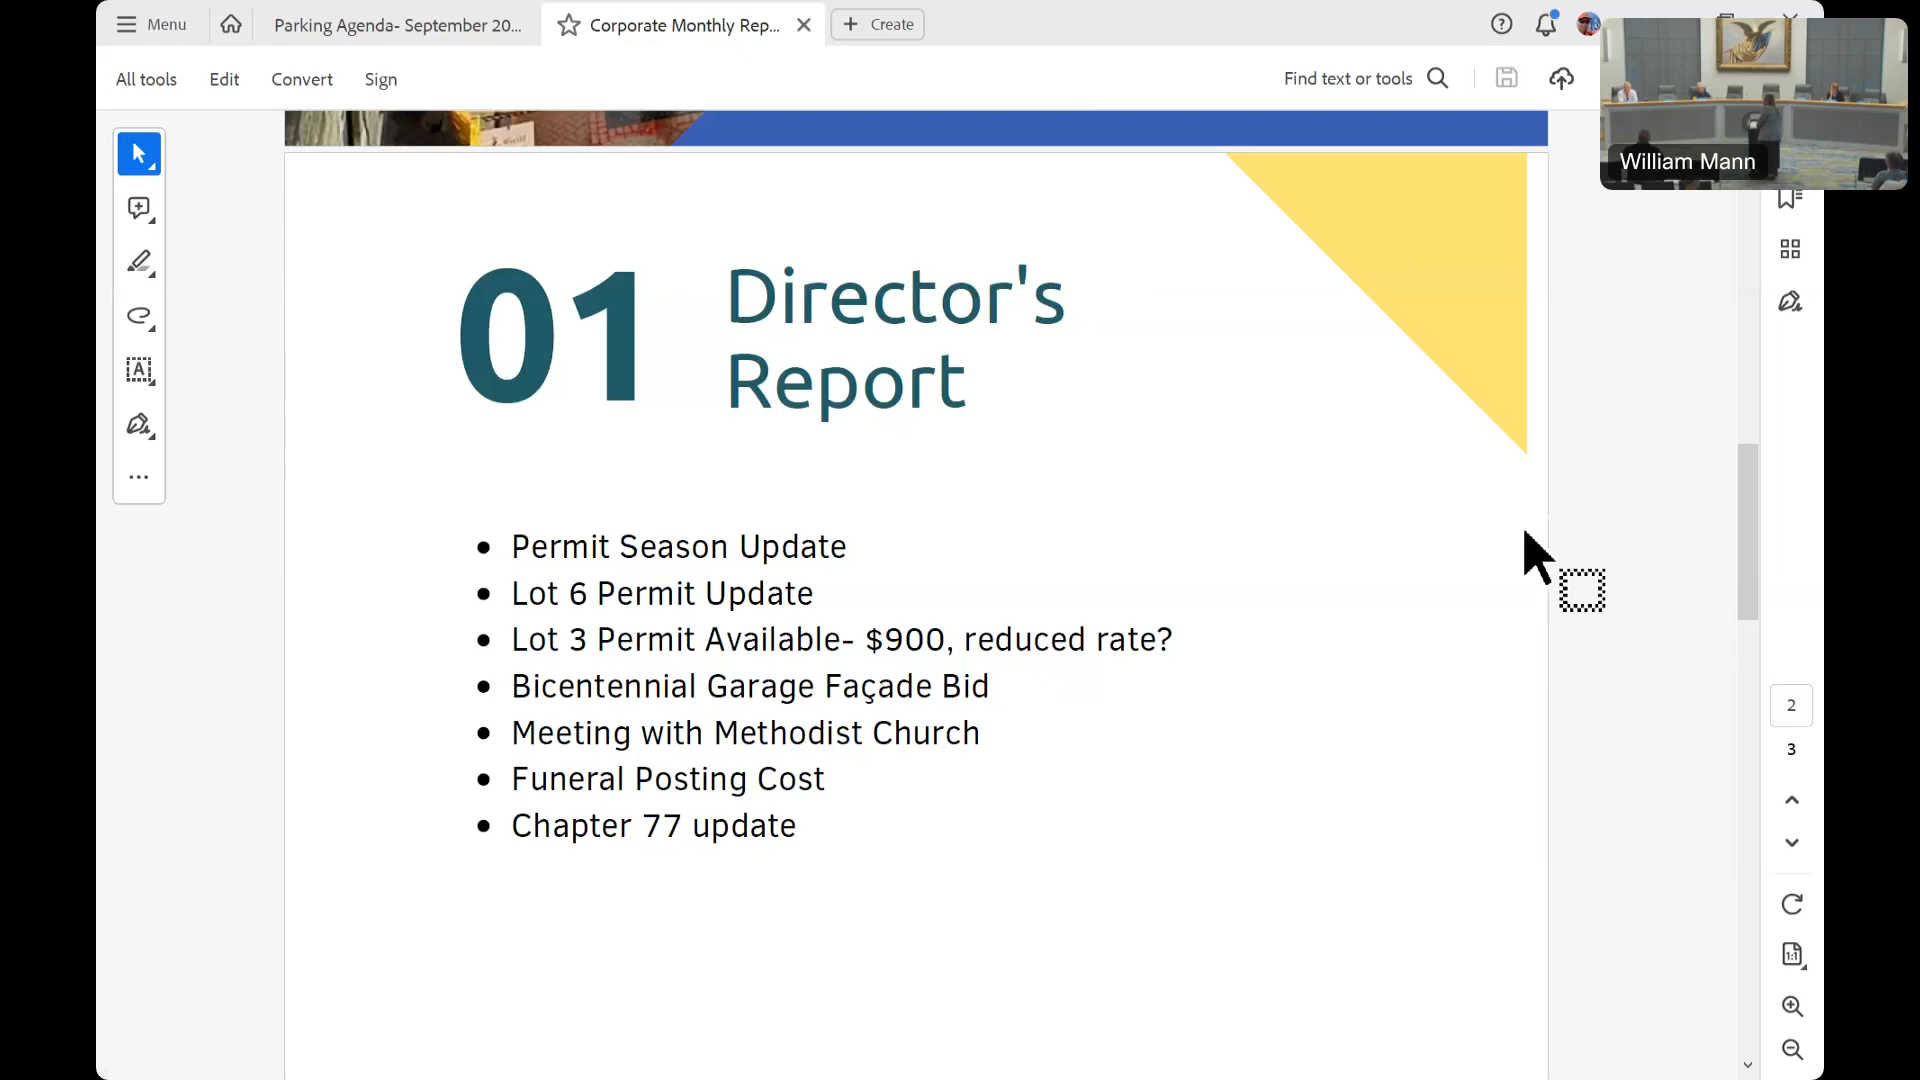 Menu
Parking Agenda- September 20...
Corporate Monthly Rep...
Create
All tools
Edit
Convert
Sign
Find text or tools
William Mann
01
Director's
Report
• Permit Season Update
• Lot 6 Permit Update
• Lot 3 Permit Available- $900, reduced rate?
• Bicentennial Garage Façade Bid
• Meeting with Methodist Church
• Funeral Posting Cost
• Chapter 77 update
2
3